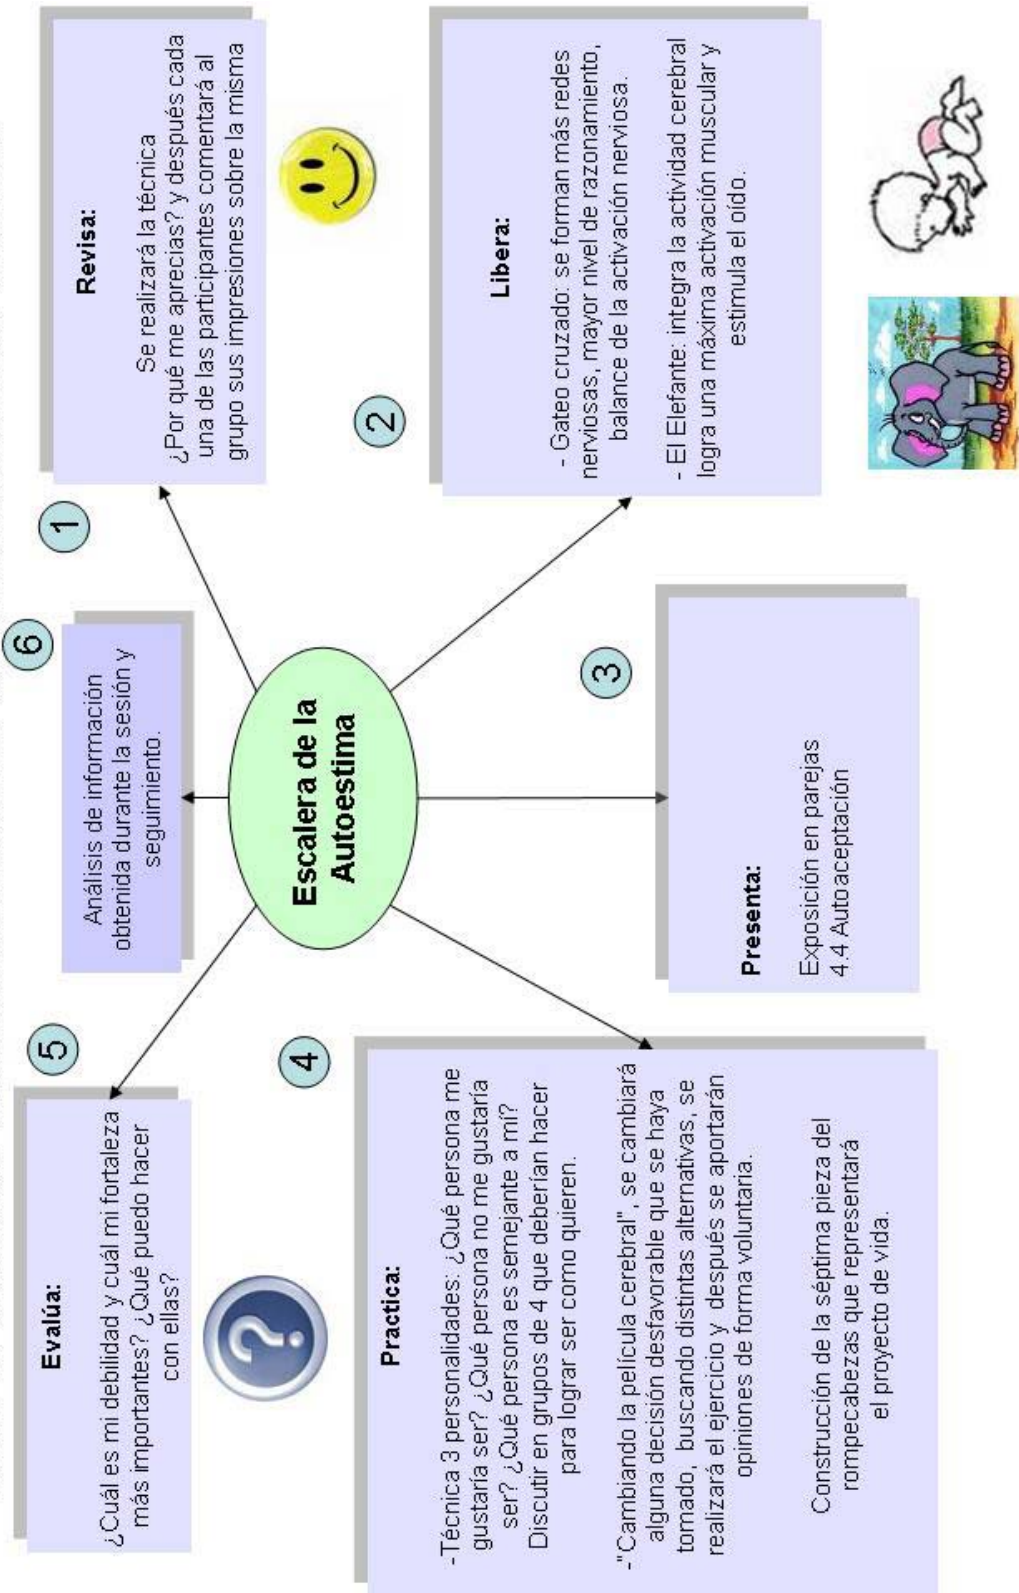 Escalera de la
Autoestima
1
Revisa:
Se realizará la técnica
¿Por qué me aprecias? y después cada
una de las participantes comentará al
grupo sus impresiones sobre la misma
2
Libera:
- Gateo cruzado: se forman más redes
nerviosas, mayor nivel de razonamiento,
balance de la activación nerviosa.
- El Elefante: integra la actividad cerebral
logra una máxima activación muscular y
estimula el oído.
3
Presenta:
Exposición en parejas
4.4 Autoaceptación
4
Practica:
-Técnica 3 personalidades: ¿Qué persona me
gustaría ser? ¿Qué persona no me gustaría
ser? ¿Qué persona es semejante a mí?
Discutir en grupos de 4 que deberían hacer
para lograr ser como quieren.
-"Cambiando la película cerebral", se cambiará
alguna decisión desfavorable que se haya
tomado, buscando distintas alternativas, se
realizará el ejercicio y después se aportarán
opiniones de forma voluntaria.
Construcción de la séptima pieza del
rompecabezas que representará
el proyecto de vida.
5
Evalúa:
¿Cuál es mi debilidad y cuál mi fortaleza
más importantes? ¿Qué puedo hacer
con ellas?
?
6
Análisis de información
obtenida durante la sesión y
seguimiento.